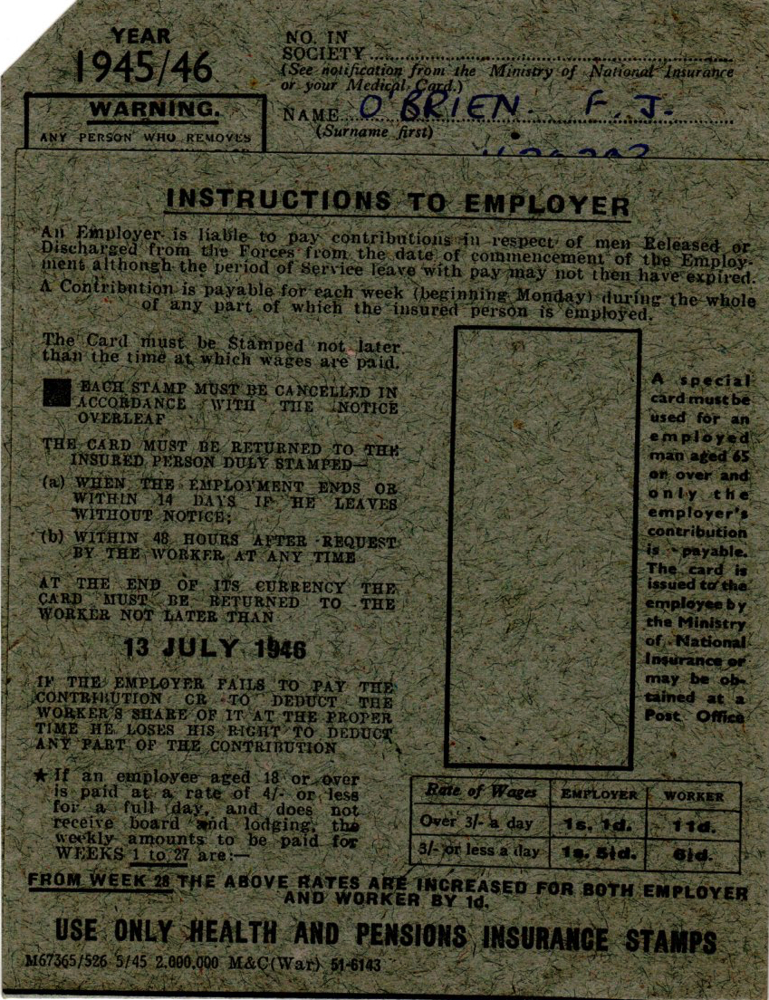 YEAR
1945/46
NO. IN
SOCIETY
(See notification from the Ministry of National Insurance
or your Medical Card.)
WARNING.
ANY PERSON WHO REMOVES
NAME O'BRIEN. F. J.
(Surname first)
INSTRUCTIONS TO EMPLOYER
An Employer is liable to pay contributions in respect of men Released or
Discharged from the Forces from the date of commencement of the Employ-
ment although the period of Service leave with pay may not then have expired.
A Contribution is payable for each week (beginning Monday) during the whole
of any part of which the insured person is employed.
The Card must be Stamped not later
than the time at which wages are paid.
EACH STAMP MUST BE CANCELLED IN
ACCORDANCE WITH THE NOTICE
OVERLEAF
THE CARD MUST BE RETURNED TO THE
INSURED PERSON DULY STAMPED—
(a) WHEN THE EMPLOYMENT ENDS OR
WITHIN 14 DAYS IF HE LEAVES
WITHOUT NOTICE;
(b) WITHIN 48 HOURS AFTER REQUEST
BY THE WORKER AT ANY TIME
AT THE END OF ITS CURRENCY THE
CARD MUST BE RETURNED TO THE
WORKER NOT LATER THAN
13 JULY 1946
IF THE EMPLOYER FAILS TO PAY THE
CONTRIBUTION OR TO DEDUCT THE
WORKER'S SHARE OF IT AT THE PROPER
TIME HE LOSES HIS RIGHT TO DEDUCT
ANY PART OF THE CONTRIBUTION
A special
card must be
used for an
employed
man aged 65
or over and
only the
employer's
contribution
is payable.
The card is
issued to the
employee by
the Ministry
of National
Insurance or
may be ob-
tained at a
Post Office
★ If an employee aged 18 or over
is paid at a rate of 4/- or less
for a full day, and does not
receive board and lodging, the
weekly amounts to be paid for
WEEKS 1 to 27 are:—
Rate of Wages EMPLOYER WORKER
Over 3/- a day 1s. 1d. 11d.
3/- or less a day 1s. 5½d. 6½d.
FROM WEEK 28 THE ABOVE RATES ARE INCREASED FOR BOTH EMPLOYER
AND WORKER BY 1d.
USE ONLY HEALTH AND PENSIONS INSURANCE STAMPS
M67365/526 5/45 2,000,000 M&C(War) 51-6143